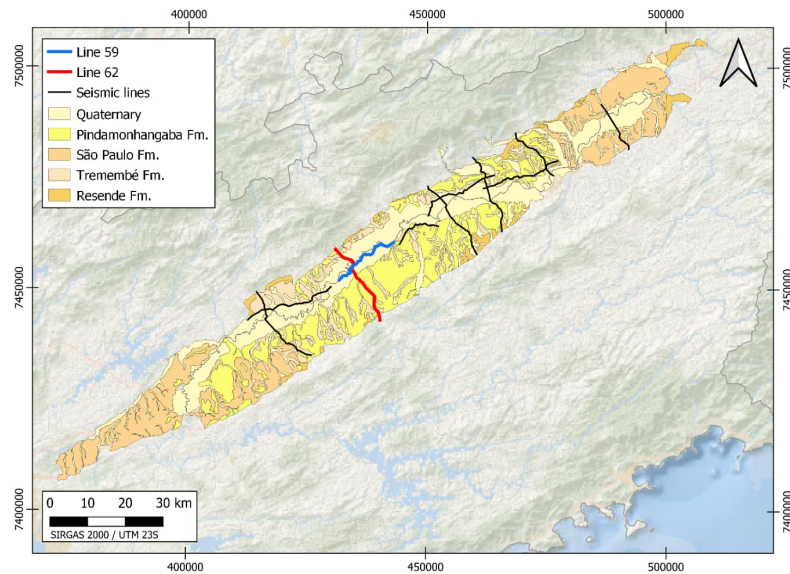 400000 450000 500000
7500000 7500000
Line 59
Line 62
Seismic lines
Quaternary
Pindamonhangaba Fm.
São Paulo Fm.
Tremembé Fm.
Resende Fm.
7450000 7450000
0 10 20 30 km
SIRGAS 2000 / UTM 23S
7400000 7400000
400000 450000 500000